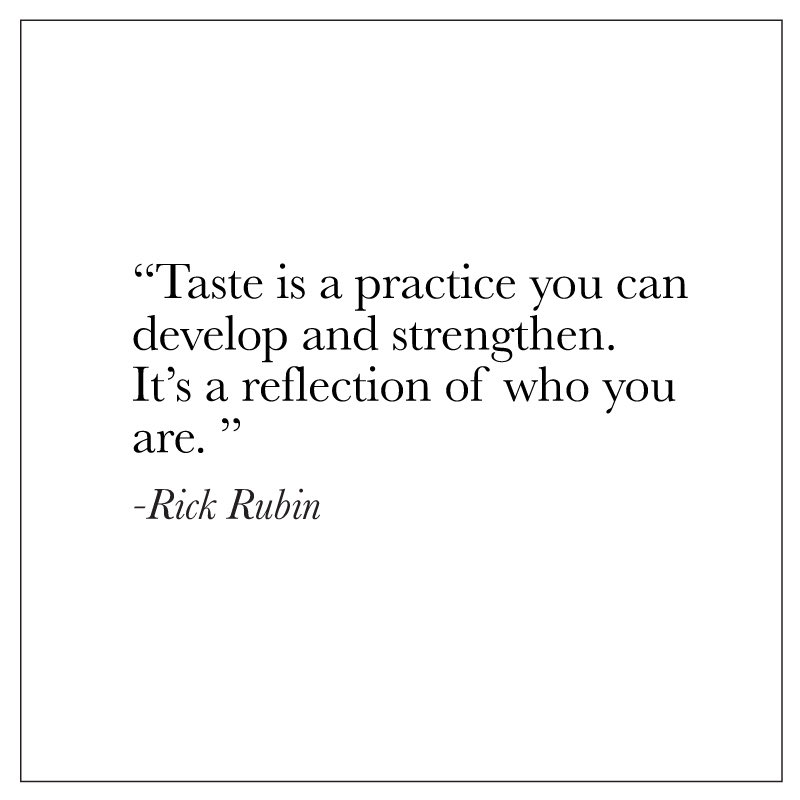 “Taste is a practice you can
develop and strengthen.
It’s a reflection of who you
are. ”
-Rick Rubin